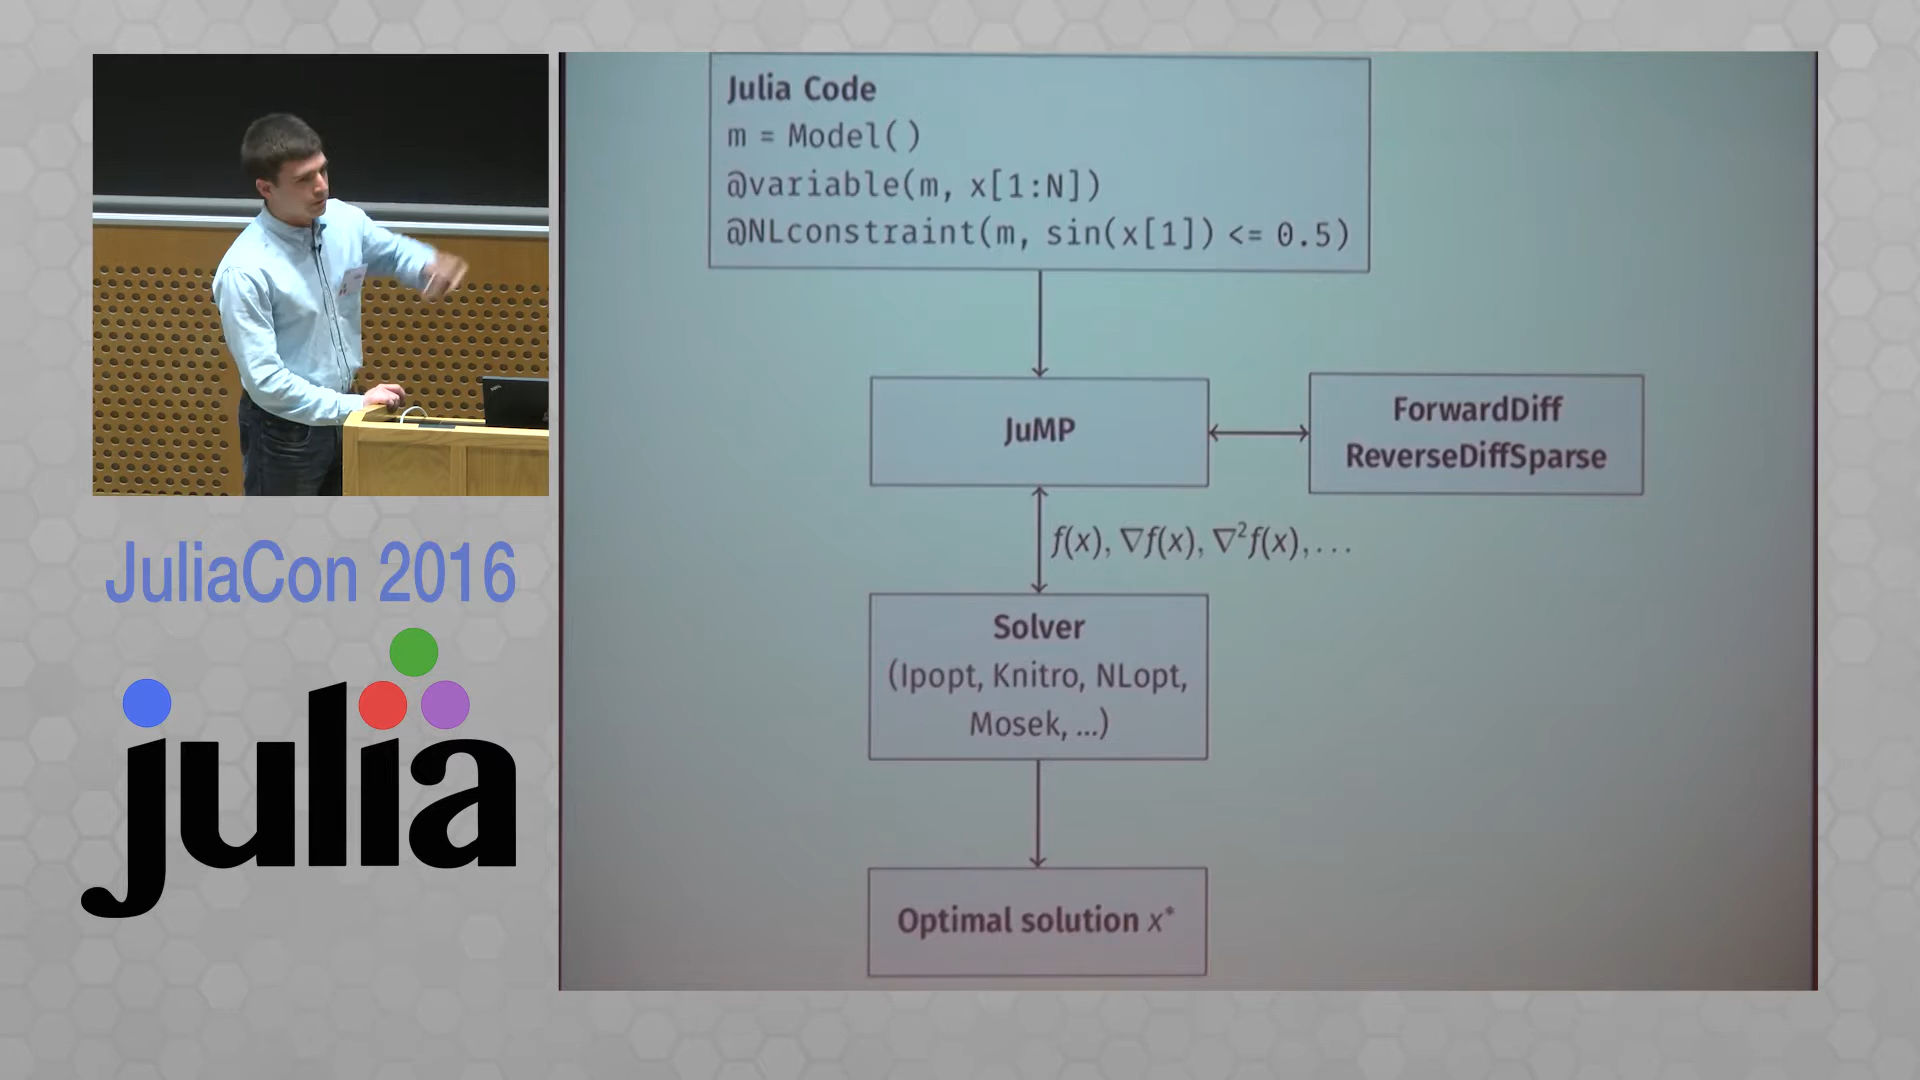 JuliaCon 2016
julia
Julia Code
m = Model()
@variable(m, x[1:N])
@NLconstraint(m, sin(x[1]) <= 0.5)
JuMP
ForwardDiff
ReverseDiffSparse
f(x), ∇f(x), ∇²f(x), . . .
Solver
(Ipopt, Knitro, NLopt,
Mosek, ...)
Optimal solution x*